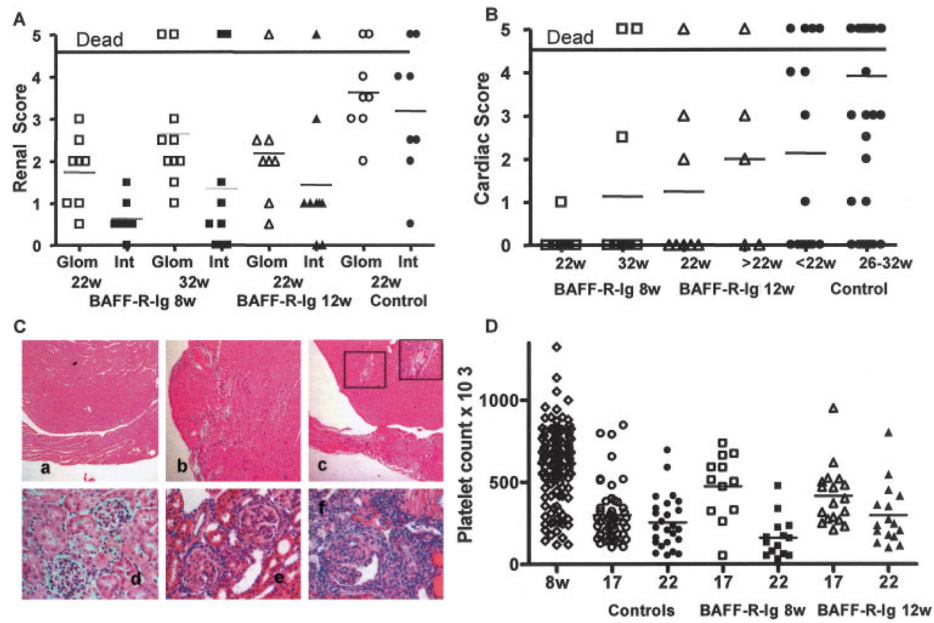 A
5
Dead
4
3
2
1
0
Renal Score
Glom Int Glom Int Glom Int Glom Int
22w 32w 22w 22w
BAFF-R-Ig 8w BAFF-R-Ig 12w Control
B
5
Dead
4
3
2
1
0
Cardiac Score
22w 32w 22w >22w <22w 26-32w
BAFF-R-Ig 8w BAFF-R-Ig 12w Control
C
a b c
d e f
D
Platelet count x 10 3
1000
500
0
8w 17 22 17 22 17 22
Controls BAFF-R-Ig 8w BAFF-R-Ig 12w